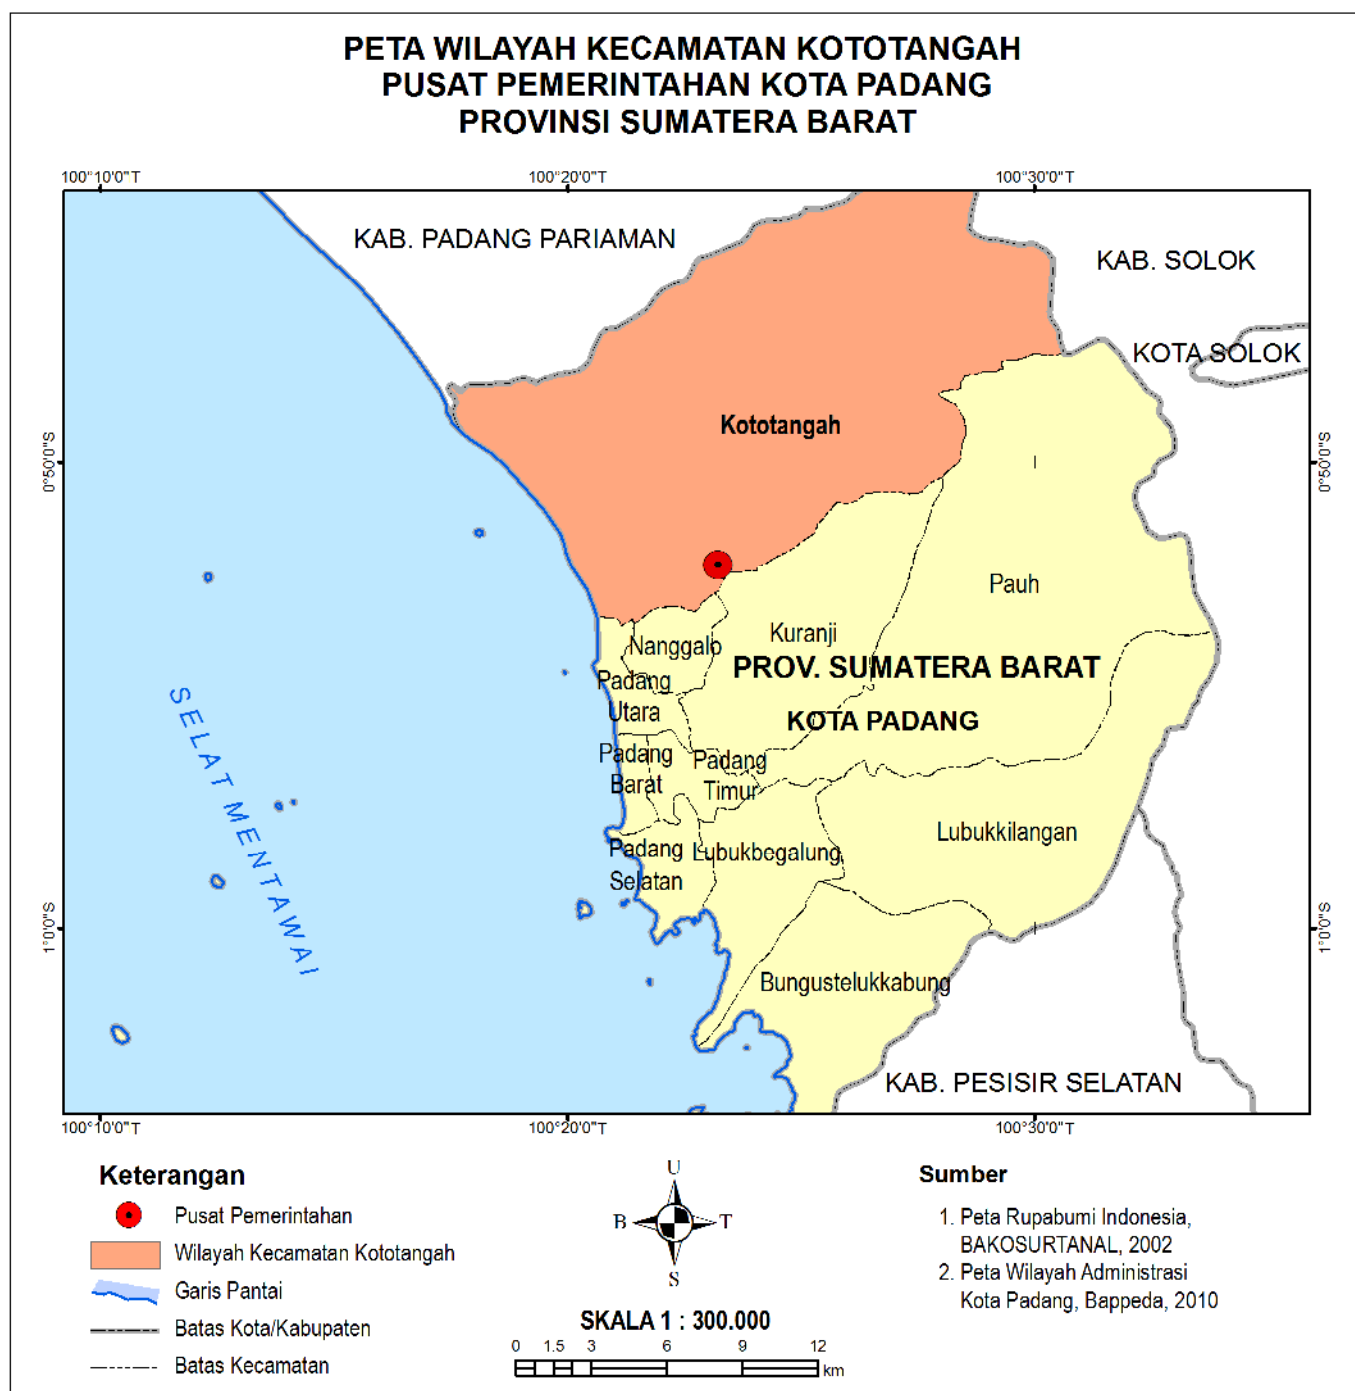 PETA WILAYAH KECAMATAN KOTOTANGAH
PUSAT PEMERINTAHAN KOTA PADANG
PROVINSI SUMATERA BARAT
100°10'0"T
100°20'0"T
100°30'0"T
KAB. PADANG PARIAMAN
KAB. SOLOK
KOTA SOLOK
Kototangah
0°50'0"S
0°50'0"S
Pauh
Kuranji
Nanggalo
PROV. SUMATERA BARAT
Padang
Utara
KOTA PADANG
Padang
Barat
Padang
Timur
SELAT MENTAWAI
Lubukkilangan
Padang
Selatan
Lubukbegalung
1°0'0"S
1°0'0"S
Bungustelukkabung
KAB. PESISIR SELATAN
100°10'0"T
100°20'0"T
100°30'0"T
Keterangan
Pusat Pemerintahan
Wilayah Kecamatan Kototangah
Garis Pantai
Batas Kota/Kabupaten
Batas Kecamatan
U
B
T
S
SKALA 1 : 300.000
0 1.5 3 6 9 12
km
Sumber
1. Peta Rupabumi Indonesia,
BAKOSURTANAL, 2002
2. Peta Wilayah Administrasi
Kota Padang, Bappeda, 2010